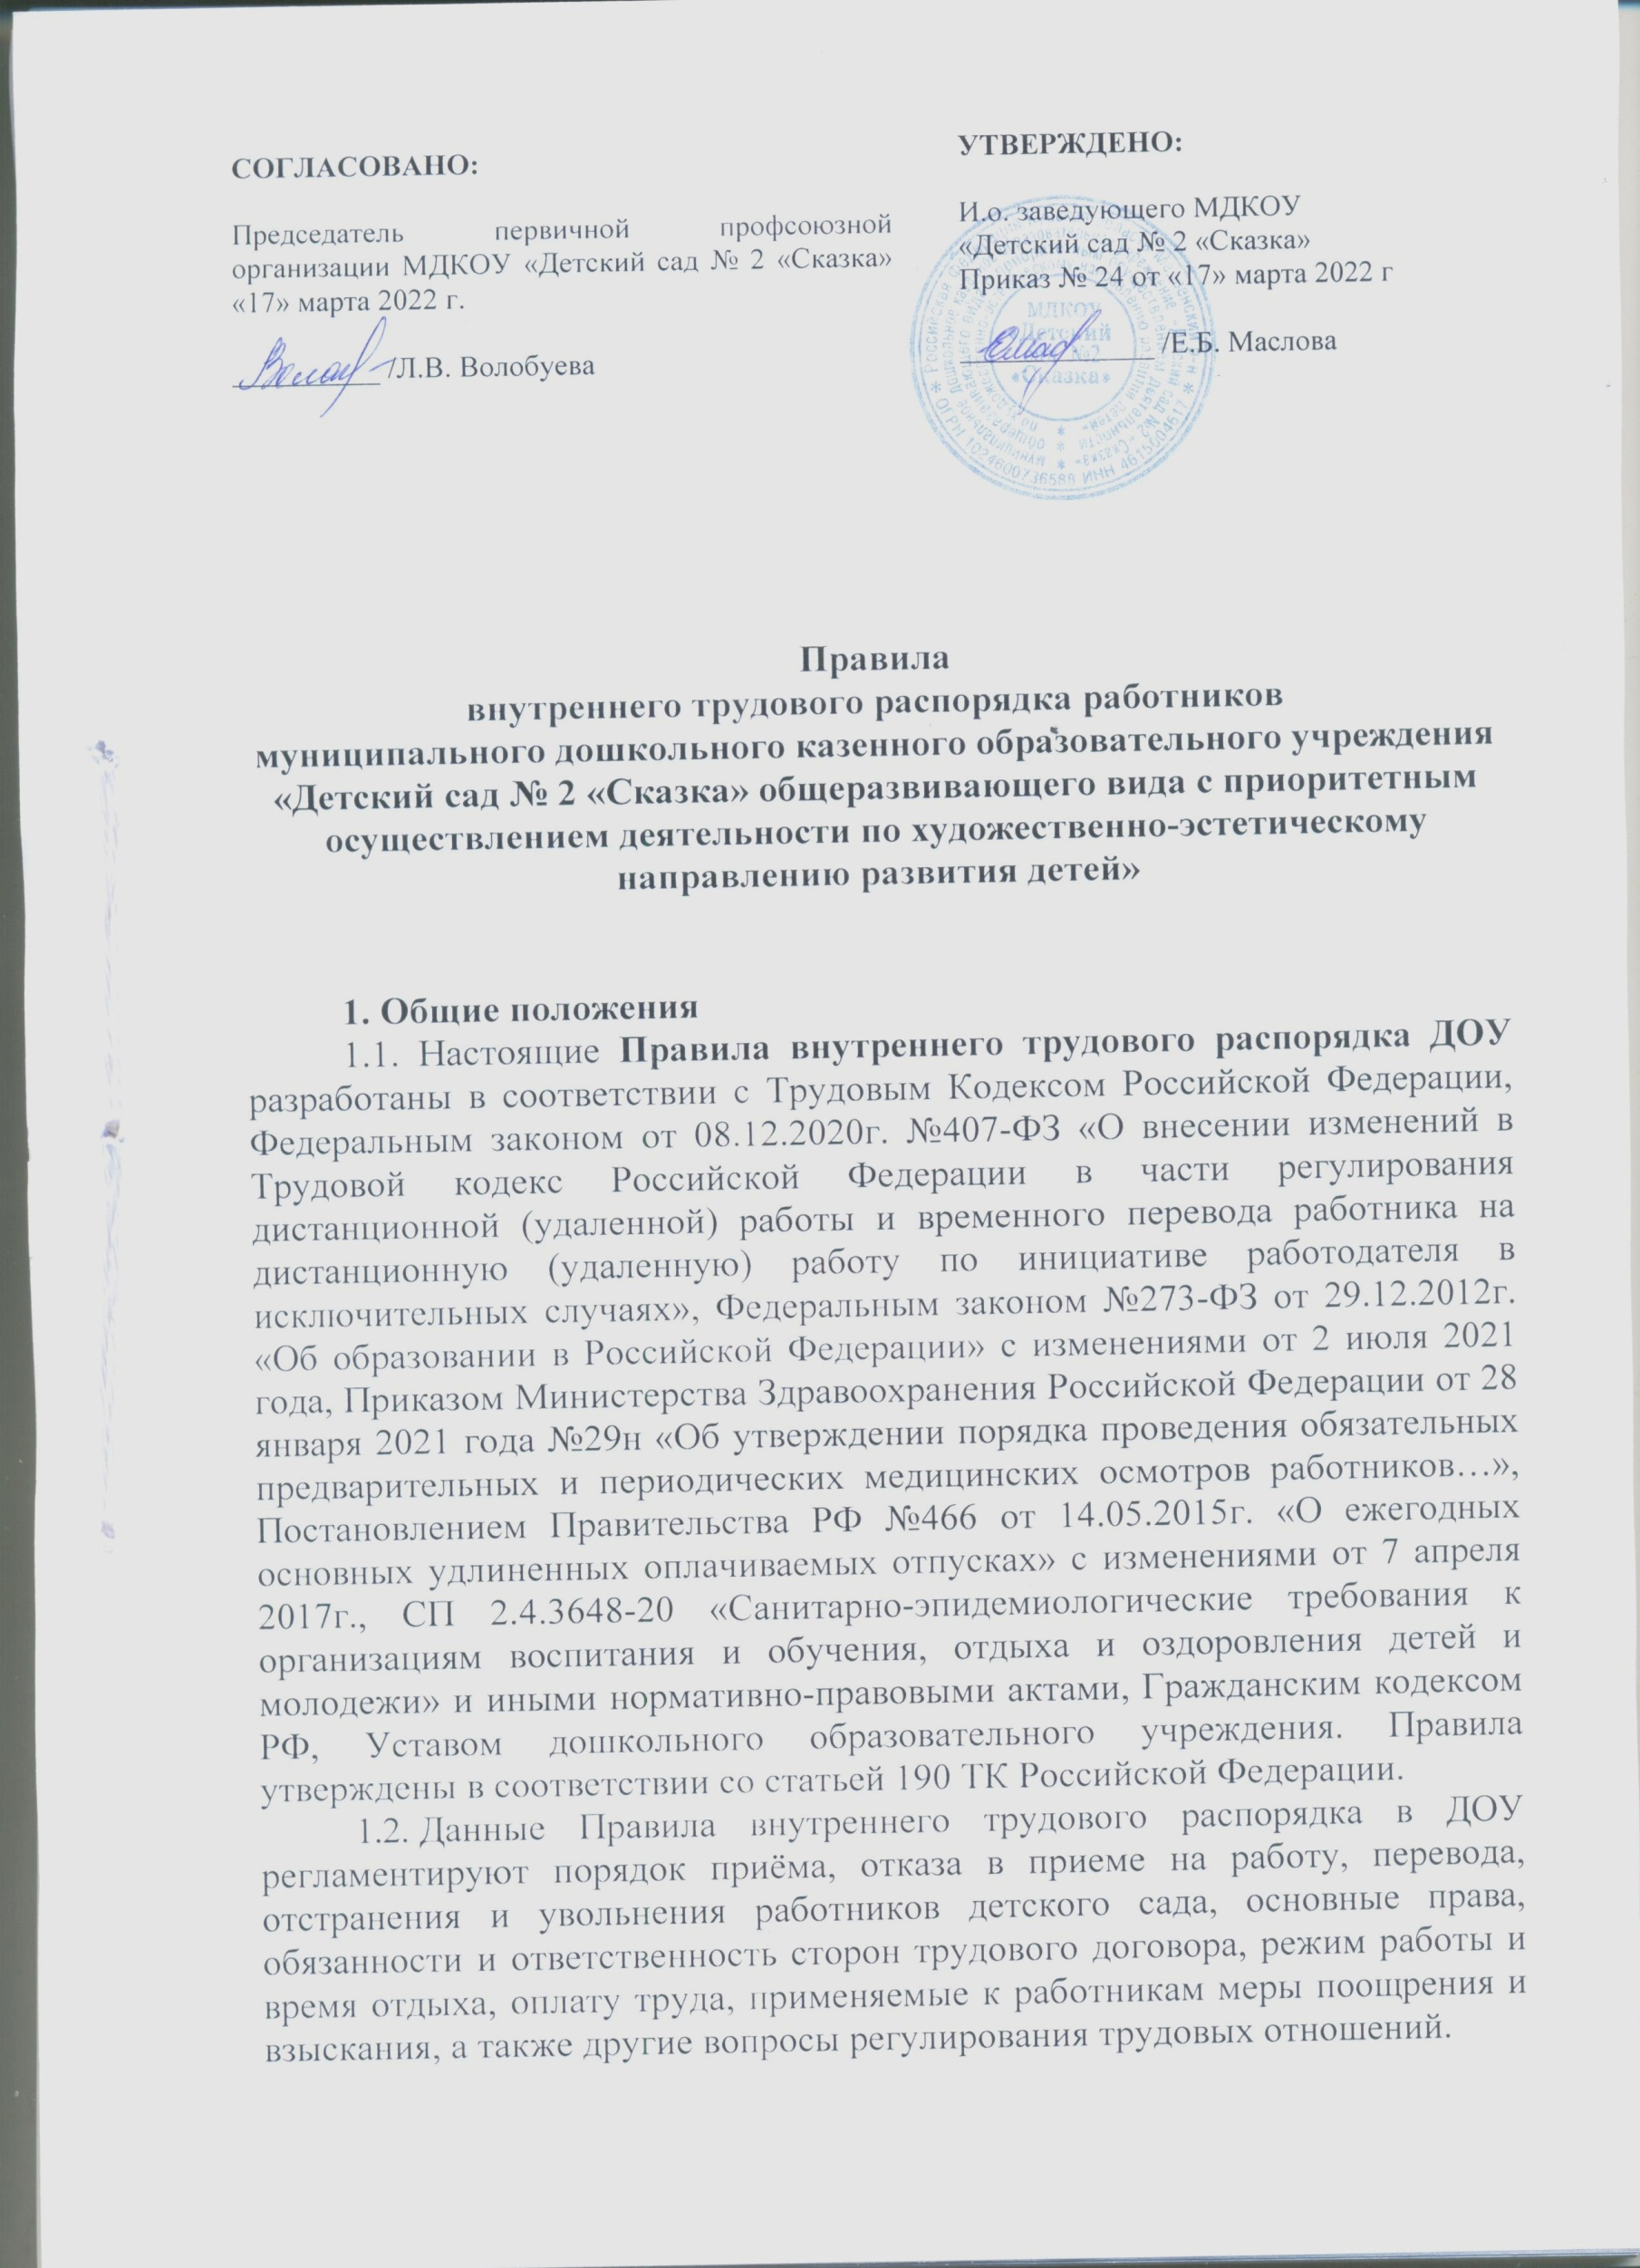 СОГЛАСОВАНО:
Председатель первичной профсоюзной
организации МДКОУ «Детский сад № 2 «Сказка»
«17» марта 2022 г.
/Л.В. Волобуева
УТВЕРЖДЕНО:
И.о. заведующего МДКОУ
«Детский сад № 2 «Сказка»
Приказ № 24 от «17» марта 2022 г
/Е.Б. Маслова
МДКОУ
Детский
№2
«Сказка»
ОГРН 1024600736588 ИНН 4615004617
Правила
внутреннего трудового распорядка работников
муниципального дошкольного казенного образовательного учреждения
«Детский сад № 2 «Сказка» общеразвивающего вида с приоритетным
осуществлением деятельности по художественно-эстетическому
направлению развития детей»
1. Общие положения
1.1. Настоящие Правила внутреннего трудового распорядка ДОУ
разработаны в соответствии с Трудовым Кодексом Российской Федерации,
Федеральным законом от 08.12.2020г. №407-ФЗ «О внесении изменений в
Трудовой кодекс Российской Федерации в части регулирования
дистанционной (удаленной) работы и временного перевода работника на
дистанционную (удаленную) работу по инициативе работодателя в
исключительных случаях», Федеральным законом №273-ФЗ от 29.12.2012г.
«Об образовании в Российской Федерации» с изменениями от 2 июля 2021
года, Приказом Министерства Здравоохранения Российской Федерации от 28
января 2021 года №29н «Об утверждении порядка проведения обязательных
предварительных и периодических медицинских осмотров работников…»,
Постановлением Правительства РФ №466 от 14.05.2015г. «О ежегодных
основных удлиненных оплачиваемых отпусках» с изменениями от 7 апреля
2017г., СП 2.4.3648-20 «Санитарно-эпидемиологические требования к
организациям воспитания и обучения, отдыха и оздоровления детей и
молодежи» и иными нормативно-правовыми актами, Гражданским кодексом
РФ, Уставом дошкольного образовательного учреждения. Правила
утверждены в соответствии со статьей 190 ТК Российской Федерации.
1.2. Данные Правила внутреннего трудового распорядка в ДОУ
регламентируют порядок приёма, отказа в приеме на работу, перевода,
отстранения и увольнения работников детского сада, основные права,
обязанности и ответственность сторон трудового договора, режим работы и
время отдыха, оплату труда, применяемые к работникам меры поощрения и
взыскания, а также другие вопросы регулирования трудовых отношений.